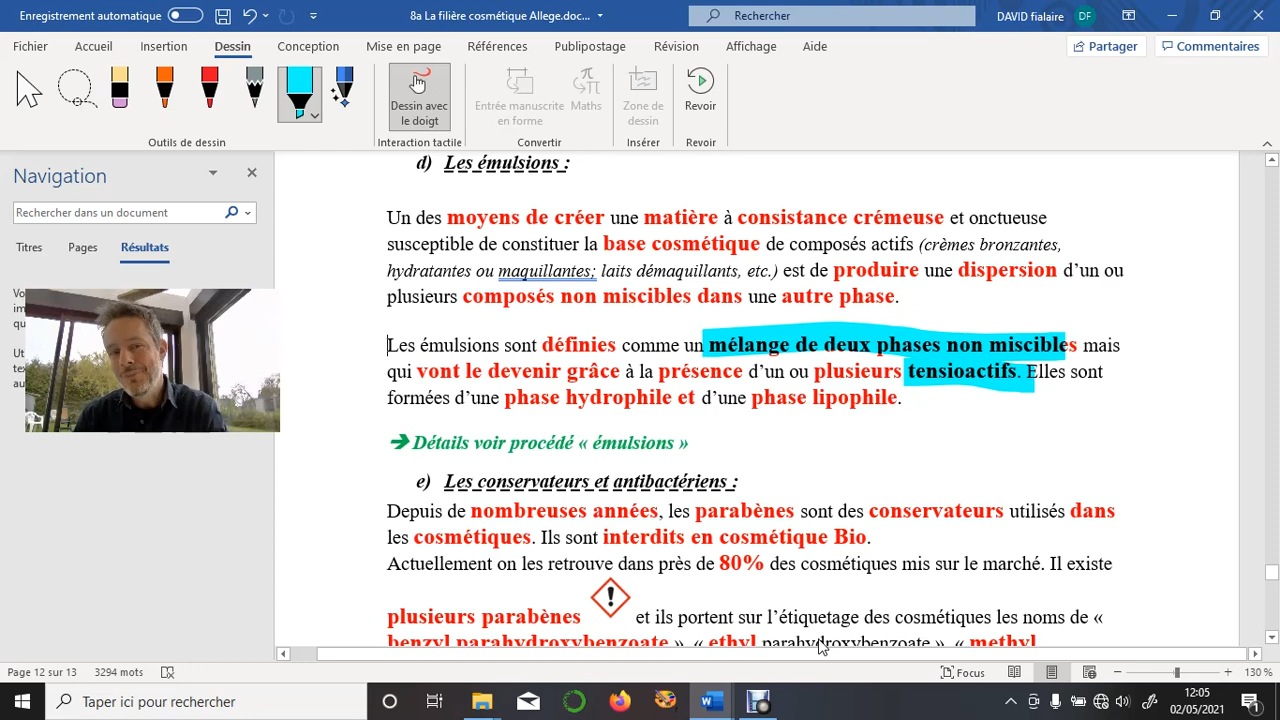 Enregistrement automatique
8a La filière cosmétique Allege.doc...
Rechercher
DAVID fialaire
DF
Fichier Accueil Insertion Dessin Conception Mise en page Références Publipostage Révision Affichage Aide
Partager
Commentaires
Dessin avec le doigt
Entrée manuscrite en forme
Maths
Zone de dessin
Revoir
Outils de dessin
Interaction tactile
Convertir
Insérer
Revoir
Navigation
Rechercher dans un document
Titres Pages Résultats
d) Les émulsions :
Un des moyens de créer une matière à consistance crémeuse et onctueuse
susceptible de constituer la base cosmétique de composés actifs (crèmes bronzantes,
hydratantes ou maquillantes; laits démaquillants, etc.) est de produire une dispersion d'un ou
plusieurs composés non miscibles dans une autre phase.
Les émulsions sont définies comme un mélange de deux phases non miscibles mais
qui vont le devenir grâce à la présence d'un ou plusieurs tensioactifs. Elles sont
formées d'une phase hydrophile et d'une phase lipophile.
➔ Détails voir procédé « émulsions »
e) Les conservateurs et antibactériens :
Depuis de nombreuses années, les parabènes sont des conservateurs utilisés dans
les cosmétiques. Ils sont interdits en cosmétique Bio.
Actuellement on les retrouve dans près de 80% des cosmétiques mis sur le marché. Il existe
plusieurs parabènes ! et ils portent sur l'étiquetage des cosmétiques les noms de «
benzyl parahydroxybenzoate », « ethyl parahydroxybenzoate », « methyl
Page 12 sur 13
3294 mots
Focus
130 %
Taper ici pour rechercher
12:05
02/05/2021